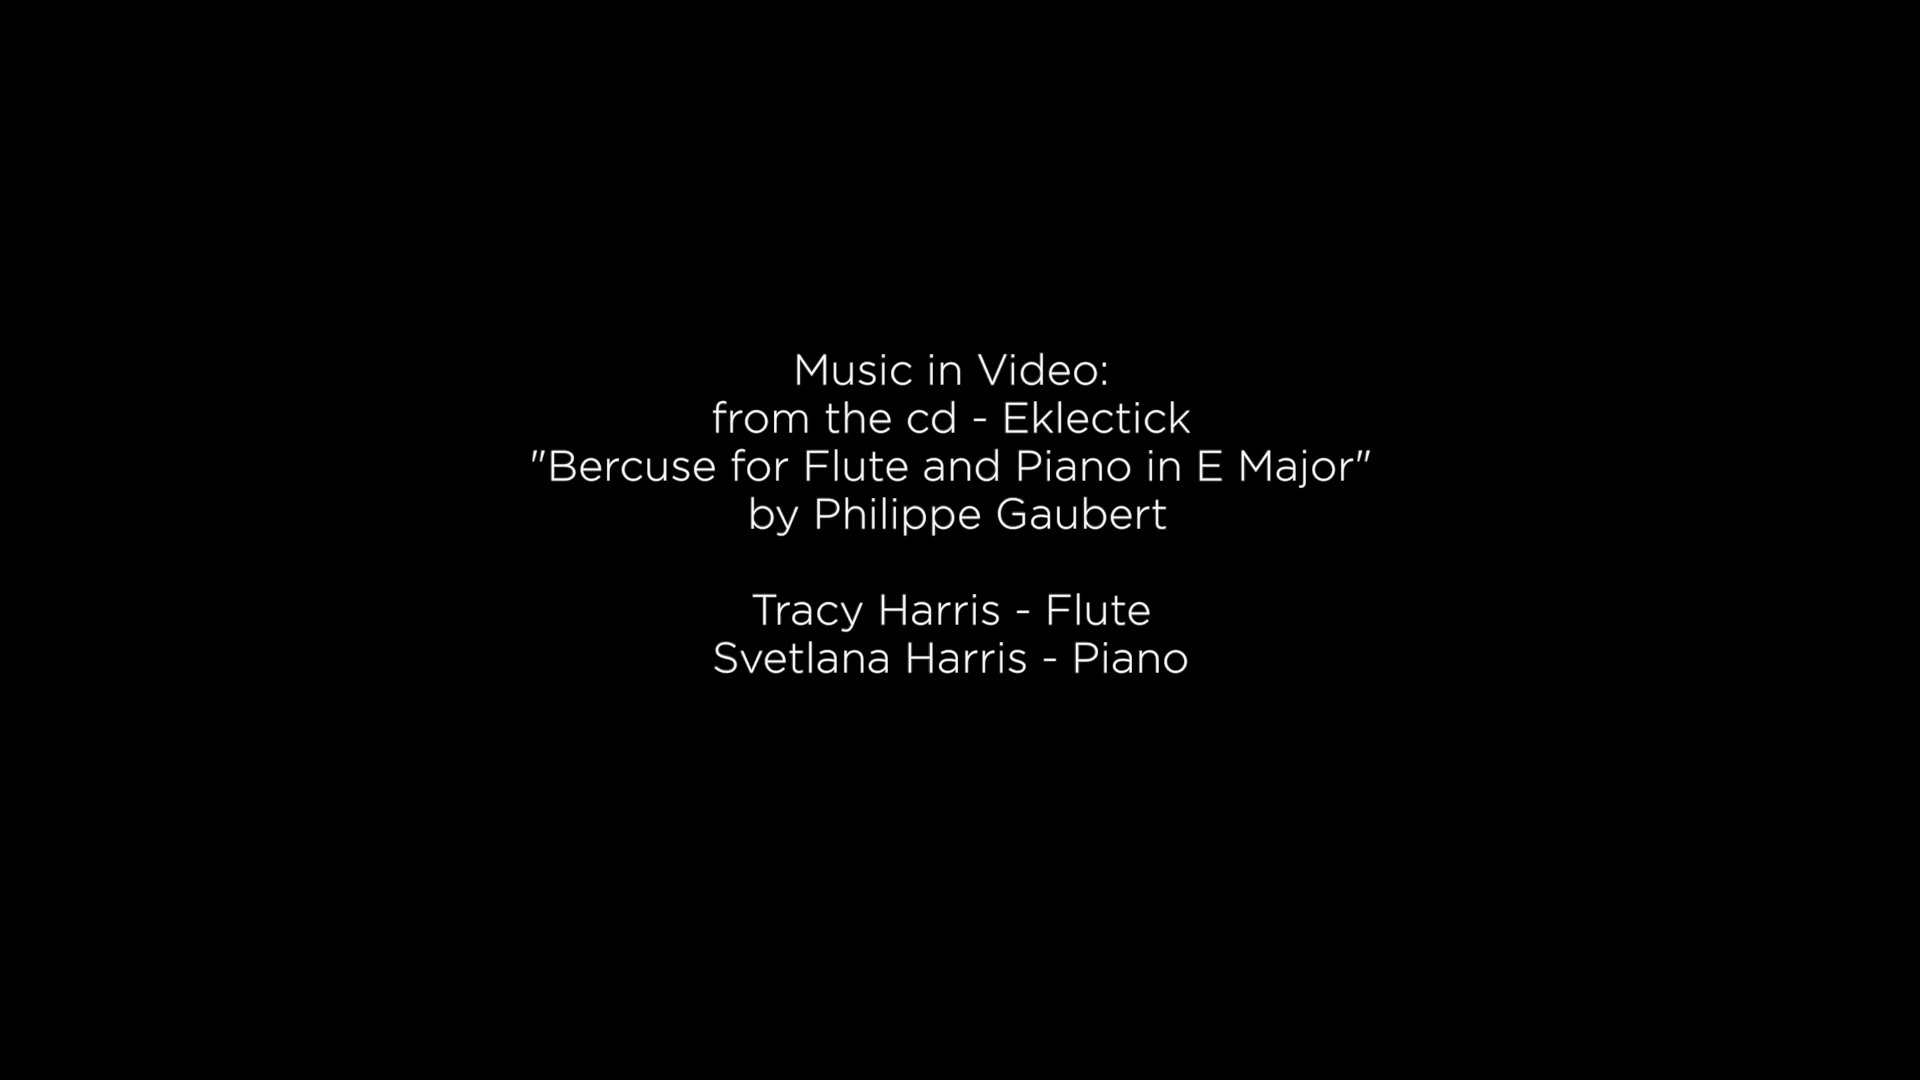 Music in Video:
from the cd - Eklectick
"Bercuse for Flute and Piano in E Major"
by Philippe Gaubert
Tracy Harris - Flute
Svetlana Harris - Piano